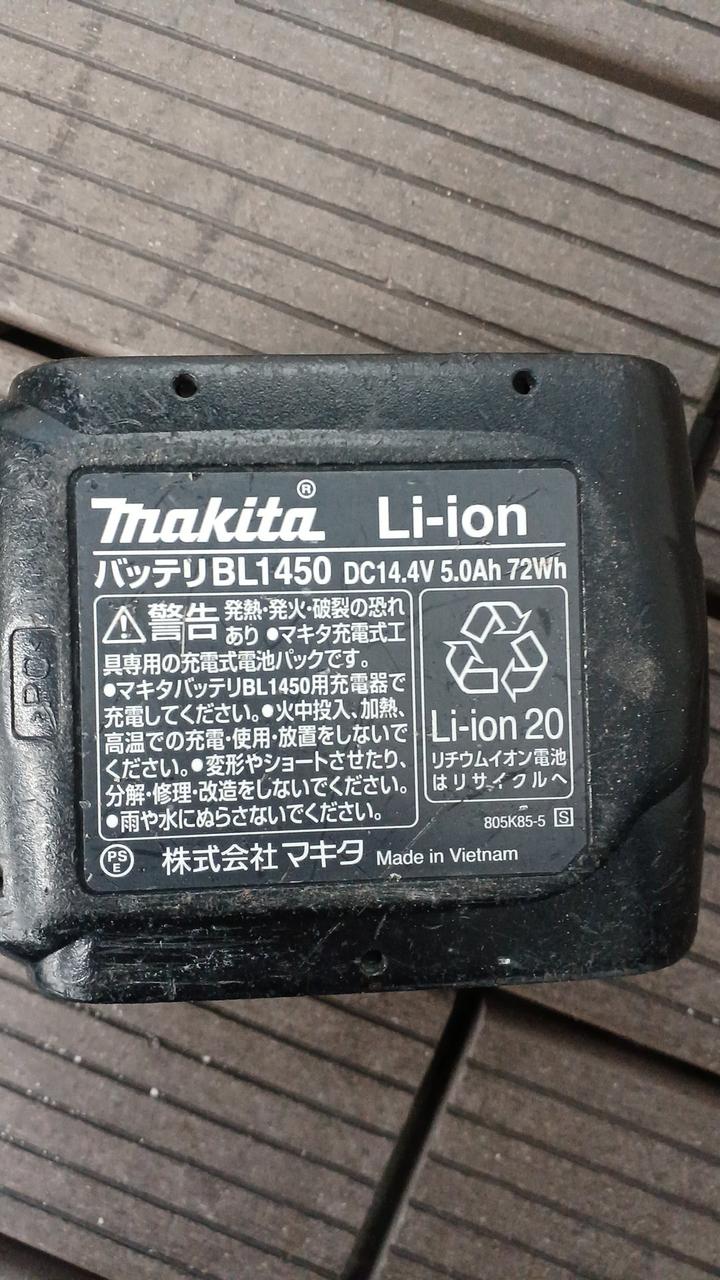 makita® Li-ion
バッテリBL1450 DC14.4V 5.0Ah 72Wh
警告 発熱・発火・破裂の恐れ
あり ●マキタ充電式工
具専用の充電式電池パックです。
●マキタバッテリBL1450用充電器で
充電してください。●火中投入、加熱、
高温での充電・使用・放置をしないで
ください。●変形やショートさせたり、
分解・修理・改造をしないでください。
●雨や水にぬらさないでください。
Li-ion 20
リチウムイオン電池
はリサイクルへ
805K85-5 S
PSE 株式会社マキタ Made in Vietnam
>PC<